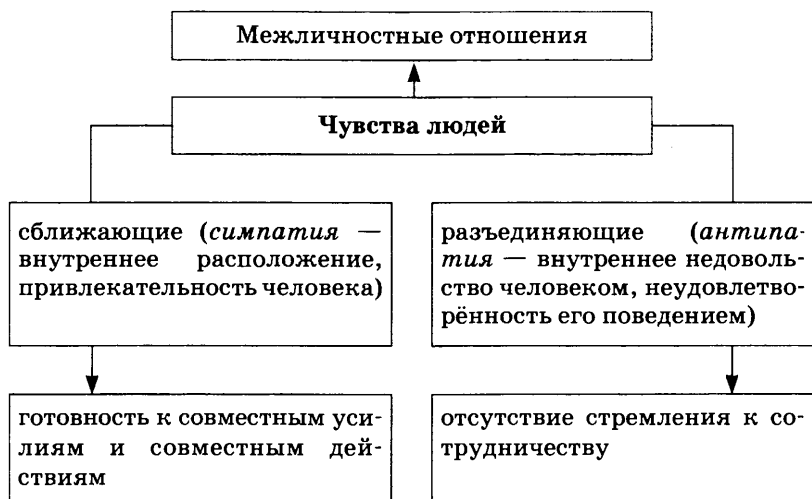 Межличностные отношения
Чувства людей
сближающие (симпатия —
внутреннее расположение,
привлекательность человека)
разъединяющие (антипа-
тия — внутреннее недоволь-
ство человеком, неудовлетво-
рённость его поведением)
готовность к совместным уси-
лиям и совместным дей-
ствиям
отсутствие стремления к со-
трудничеству